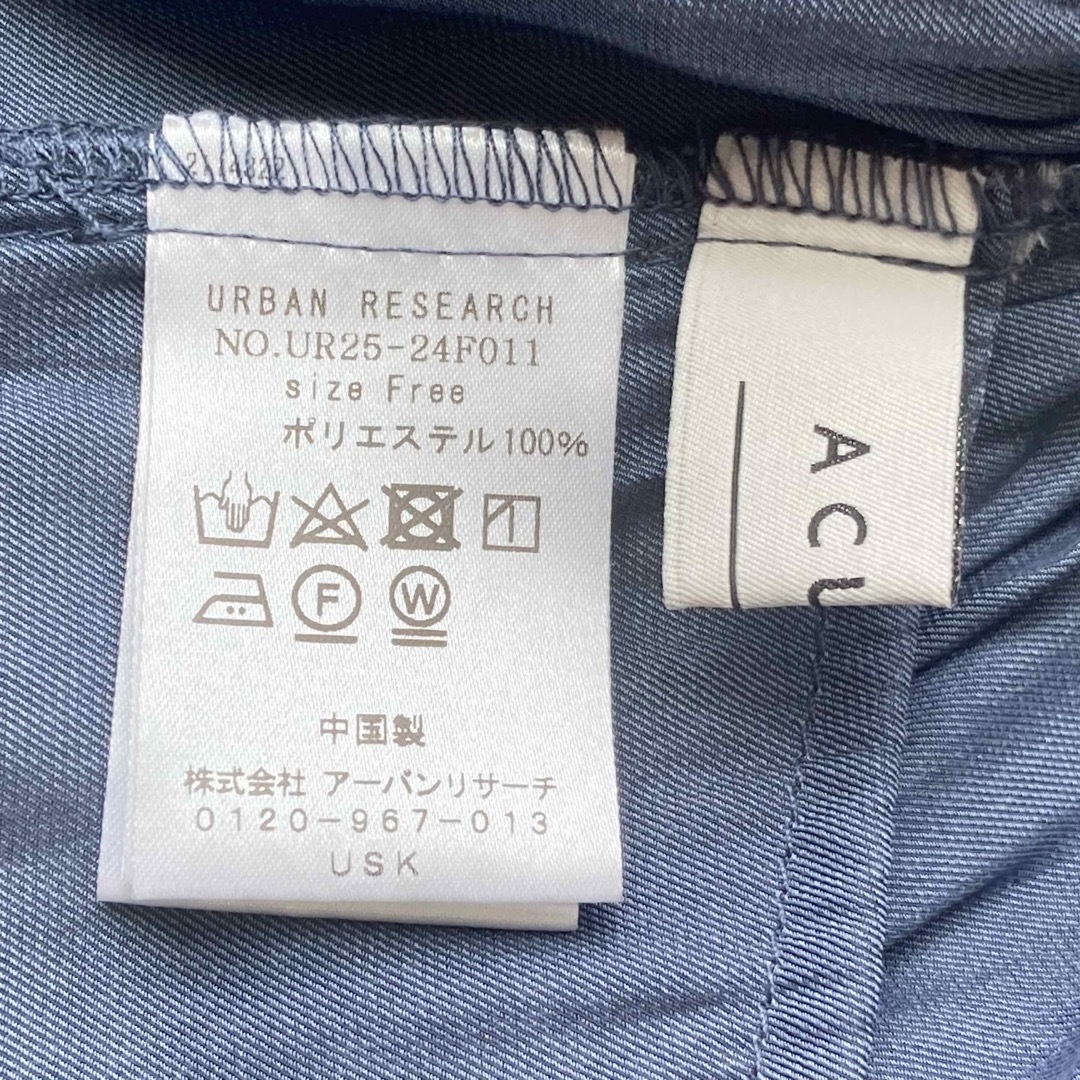 URBAN RESEARCH
NO.UR25-24F011
size Free
ポリエステル100%
F
W
中国製
株式会社 アーバンリサーチ
0120-967-013
USK
ACU